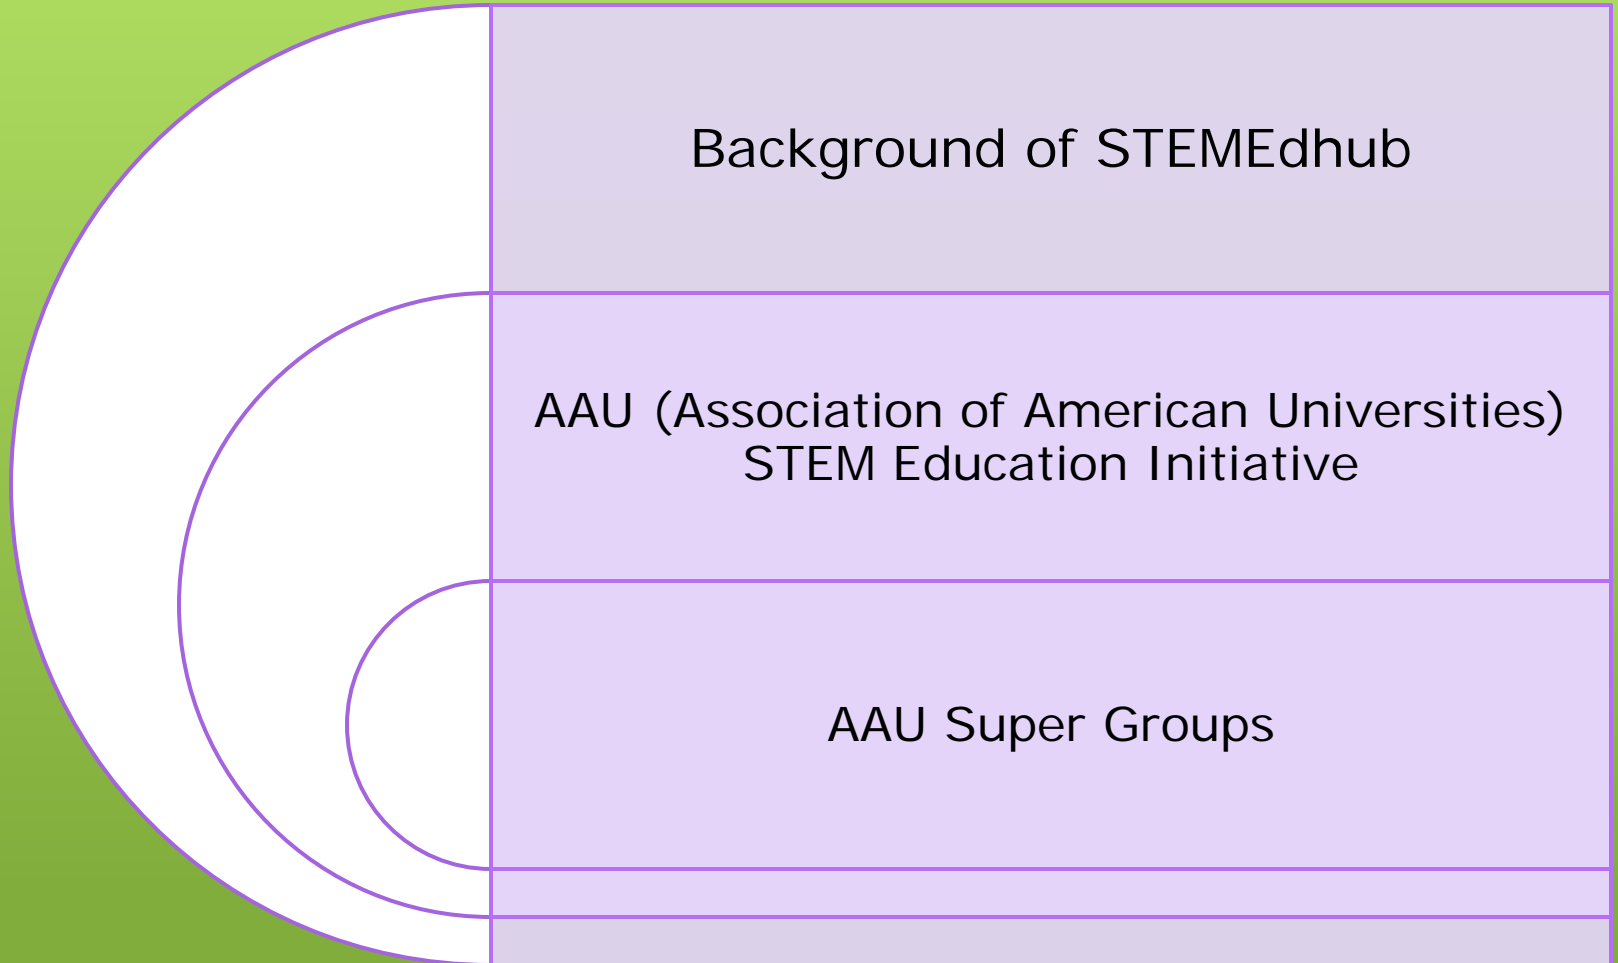 Background of STEMEdhub
AAU (Association of American Universities)
STEM Education Initiative
AAU Super Groups